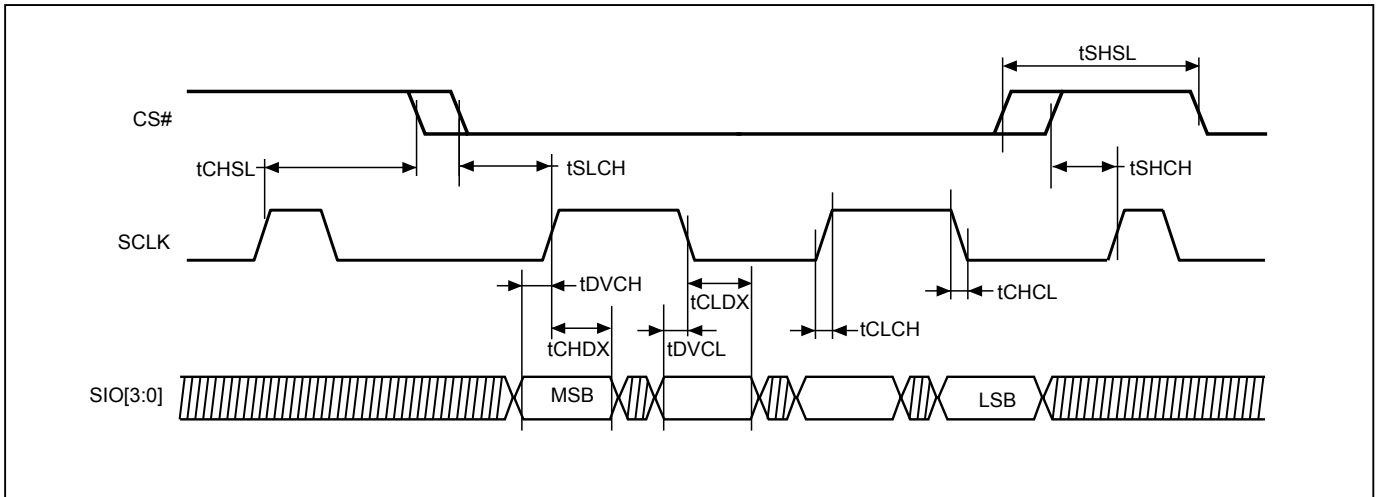 tSHSL
CS#
tCHSL
tSLCH
tSHCH
SCLK
tDVCH
tCLDX
tCHCL
tCLCH
tCHDX
tDVCL
SIO[3:0]
MSB
LSB